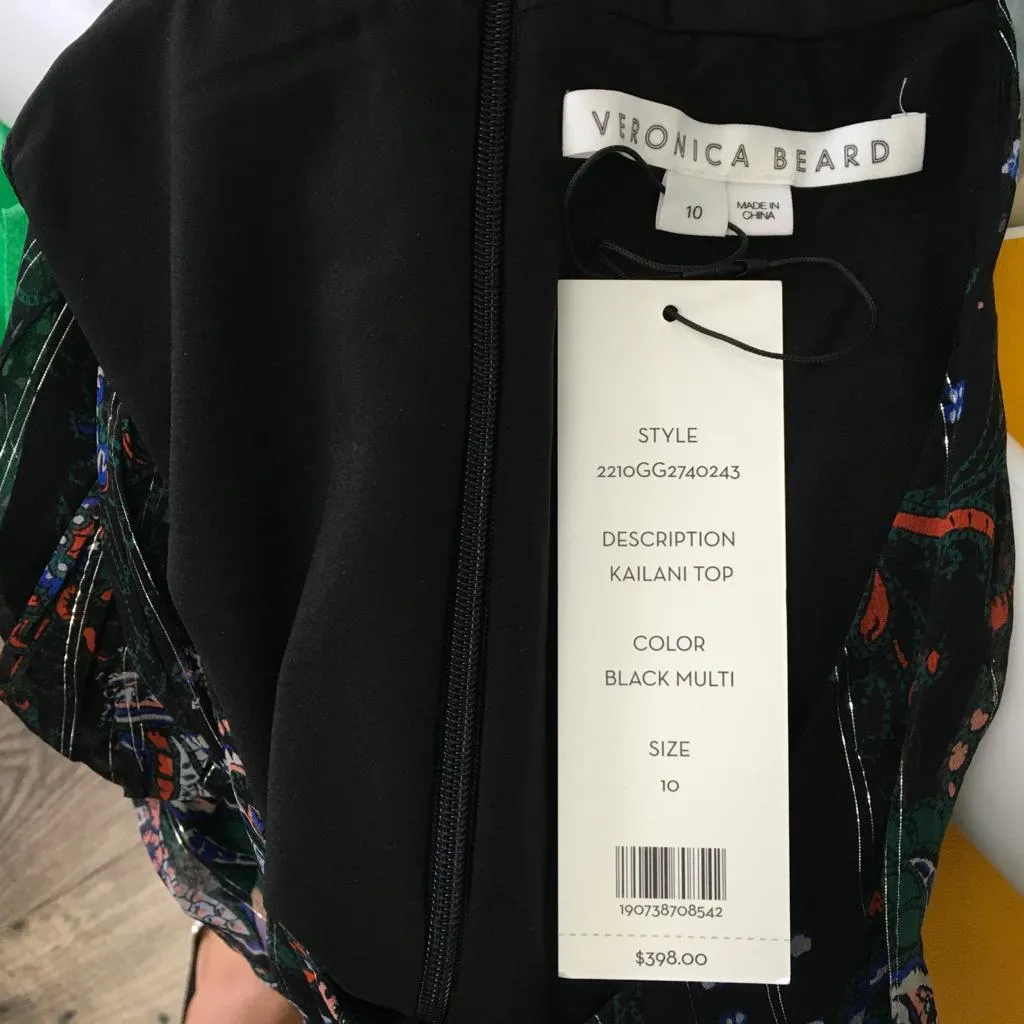 VERONICA BEARD
10
MADE IN
CHINA
STYLE
2210GG2740243
DESCRIPTION
KAILANI TOP
COLOR
BLACK MULTI
SIZE
10
190738708542
$398.00